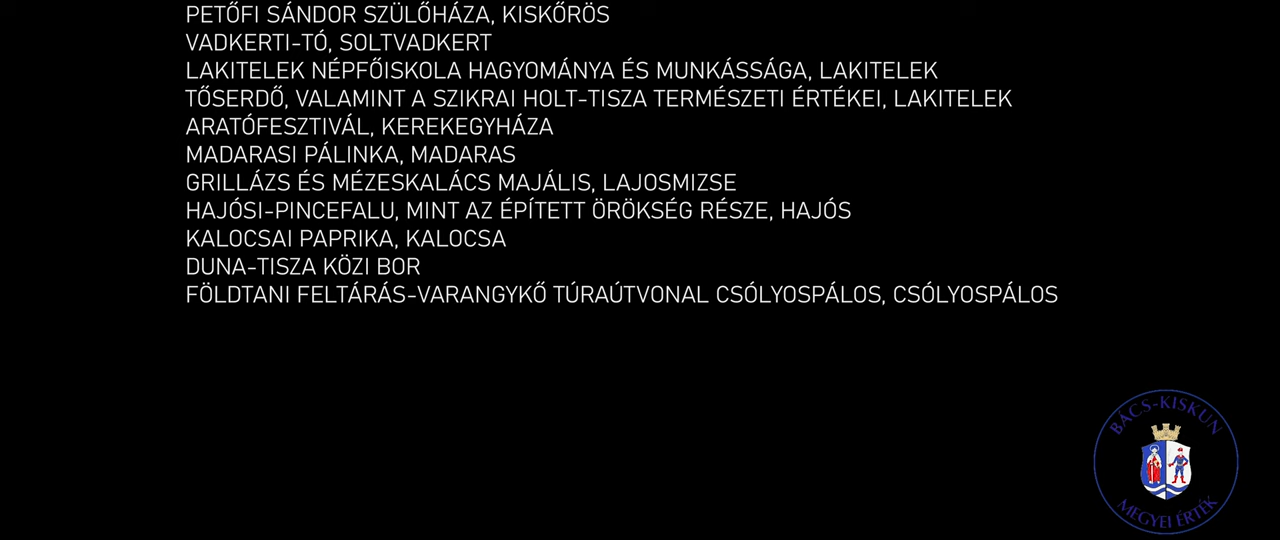 PETŐFI SÁNDOR SZÜLŐHÁZA, KISKŐRÖS
VADKERTI-TÓ, SOLTVADKERT
LAKITELEK NÉPFŐISKOLA HAGYOMÁNYA ÉS MUNKÁSSÁGA, LAKITELEK
TŐSERDŐ, VALAMINT A SZIKRAI HOLT-TISZA TERMÉSZETI ÉRTÉKEI, LAKITELEK
ARATÓFESZTIVÁL, KEREKEGYHÁZA
MADARASI PÁLINKA, MADARAS
GRILLÁZS ÉS MÉZESKALÁCS MAJÁLIS, LAJOSMIZSE
HAJÓSI-PINCEFALU, MINT AZ ÉPÍTETT ÖRÖKSÉG RÉSZE, HAJÓS
KALOCSAI PAPRIKA, KALOCSA
DUNA-TISZA KÖZI BOR
FÖLDTANI FELTÁRÁS-VARANGYKŐ TÚRAÚTVONAL CSÓLYOSPÁLOS, CSÓLYOSPÁLOS
BÁCS-KISKUN
MEGYEI ÉRTÉK